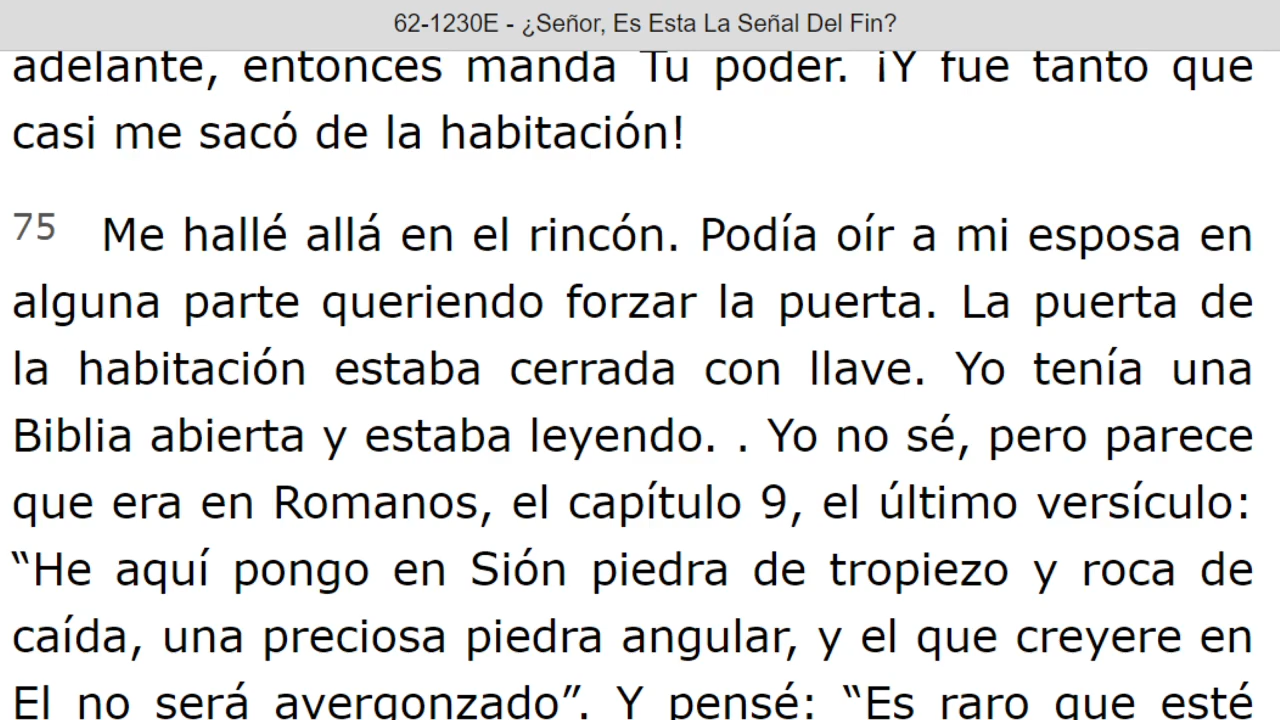 62-1230E - ¿Señor, Es Esta La Señal Del Fin?
adelante, entonces manda Tu poder. ¡Y fue tanto que
casi me sacó de la habitación!
75 Me hallé allá en el rincón. Podía oír a mi esposa en
alguna parte queriendo forzar la puerta. La puerta de
la habitación estaba cerrada con llave. Yo tenía una
Biblia abierta y estaba leyendo. . Yo no sé, pero parece
que era en Romanos, el capítulo 9, el último versículo:
“He aquí pongo en Sión piedra de tropiezo y roca de
caída, una preciosa piedra angular, y el que creyere en
El no será avergonzado”. Y pensé: “Es raro que esté